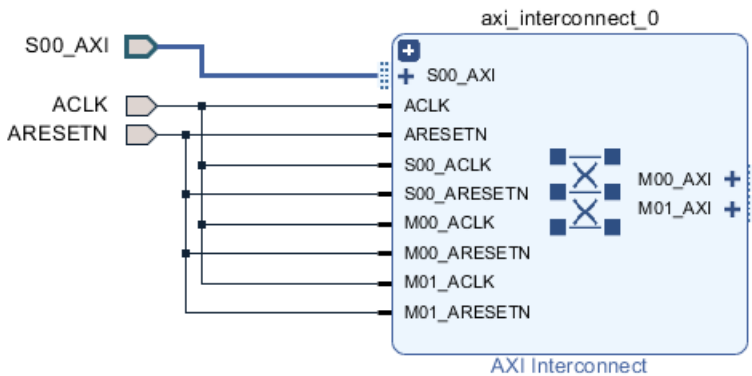 axi_interconnect_0
S00_AXI
S00_AXI
ACLK
ACLK
ARESETN
ARESETN
S00_ACLK
S00_ARESETN
M00_AXI
M01_AXI
M00_ACLK
M00_ARESETN
M01_ACLK
M01_ARESETN
AXI Interconnect